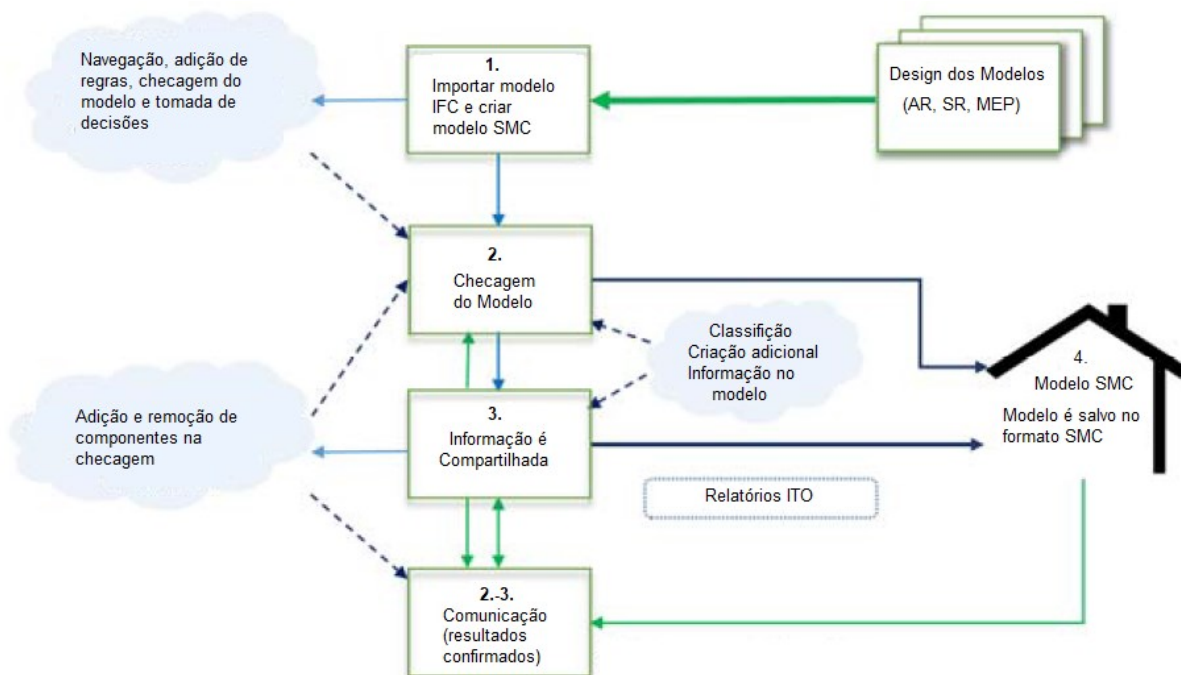 Navegação, adição de
regras, checagem do
modelo e tomada de
decisões
1.
Importar modelo
IFC e criar
modelo SMC
Design dos Modelos
(AR, SR, MEP)
2.
Checagem
do Modelo
Classifição
Criação adicional
Informação no
modelo
Adição e remoção de
componentes na
checagem
3.
Informação é
Compartilhada
4.
Modelo SMC
Modelo é salvo no
formato SMC
Relatórios ITO
2.-3.
Comunicação
(resultados
confirmados)